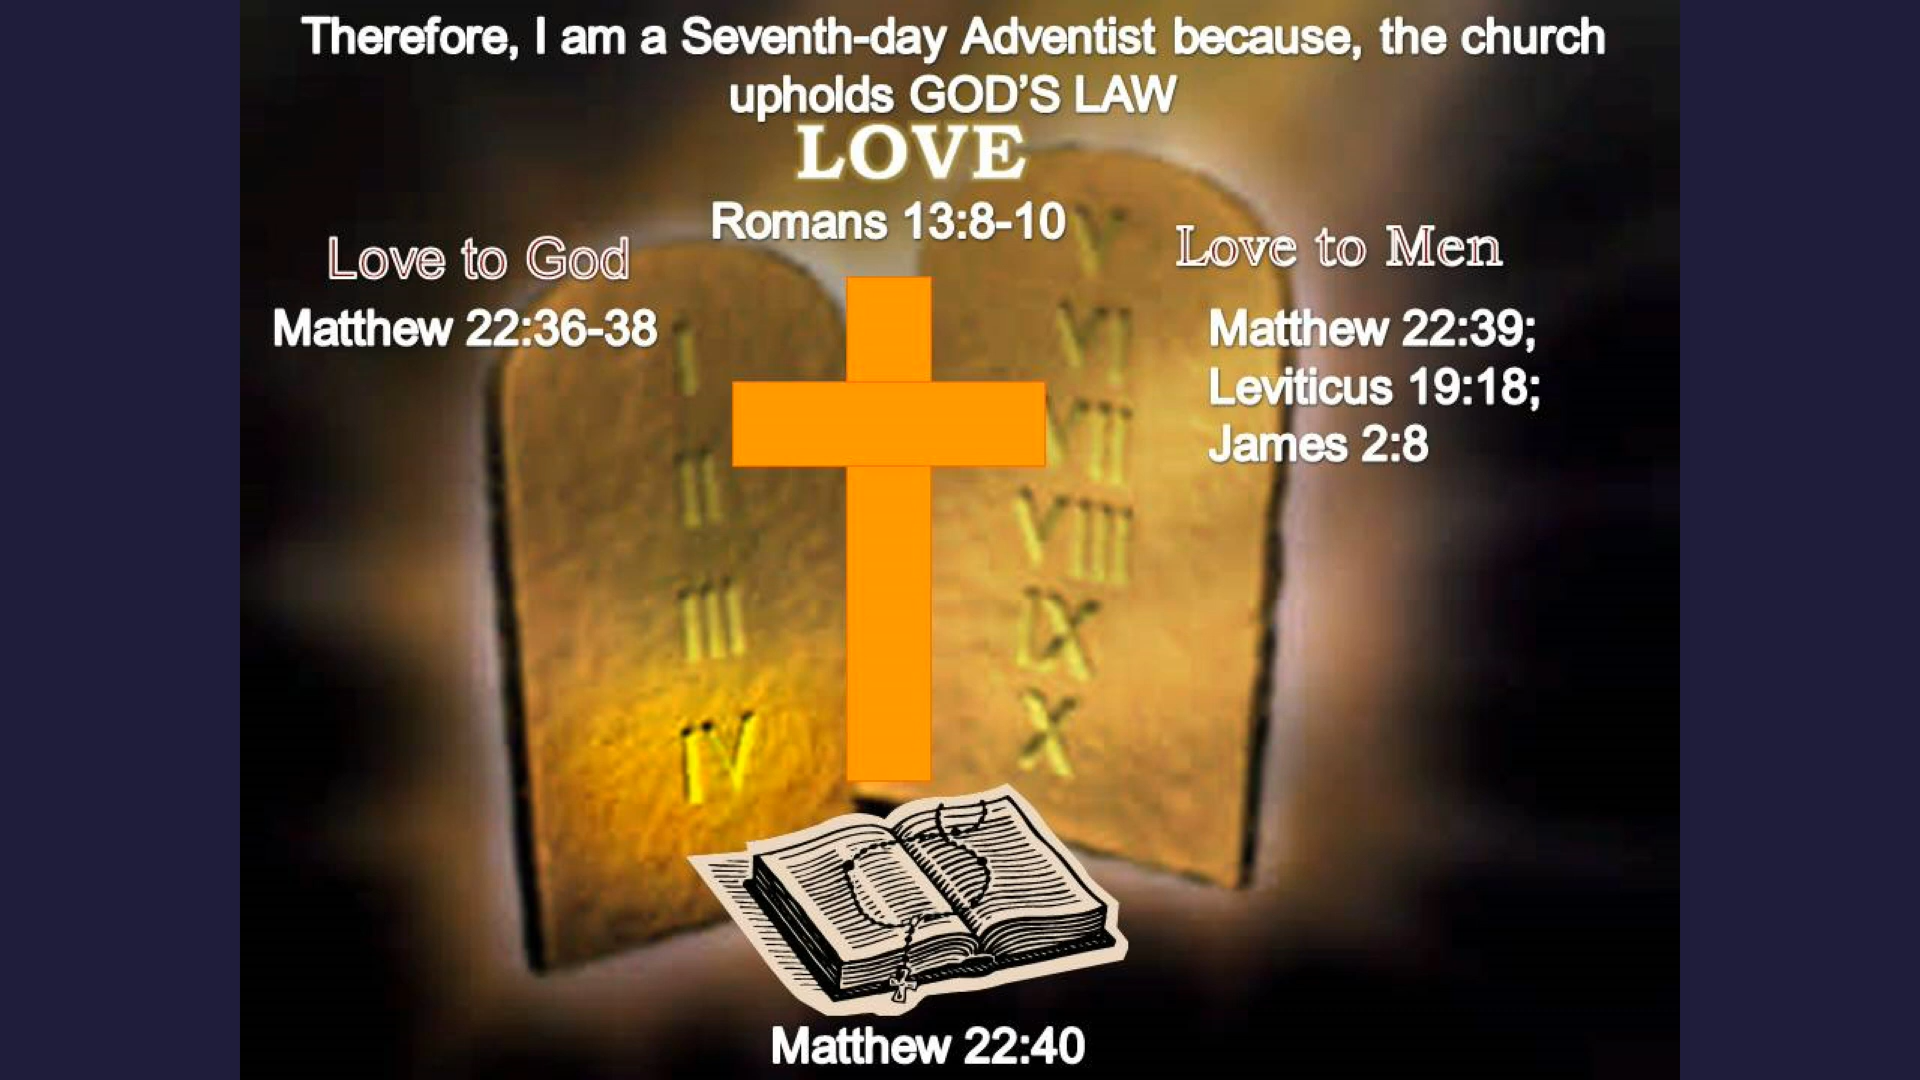 Therefore, I am a Seventh-day Adventist because, the church
upholds GOD'S LAW
LOVE
Romans 13:8-10
Love to God
Matthew 22:36-38
Love to Men
Matthew 22:39;
Leviticus 19:18;
James 2:8
I
II
III
IV
V
VI
VII
VIII
IX
X
Matthew 22:40